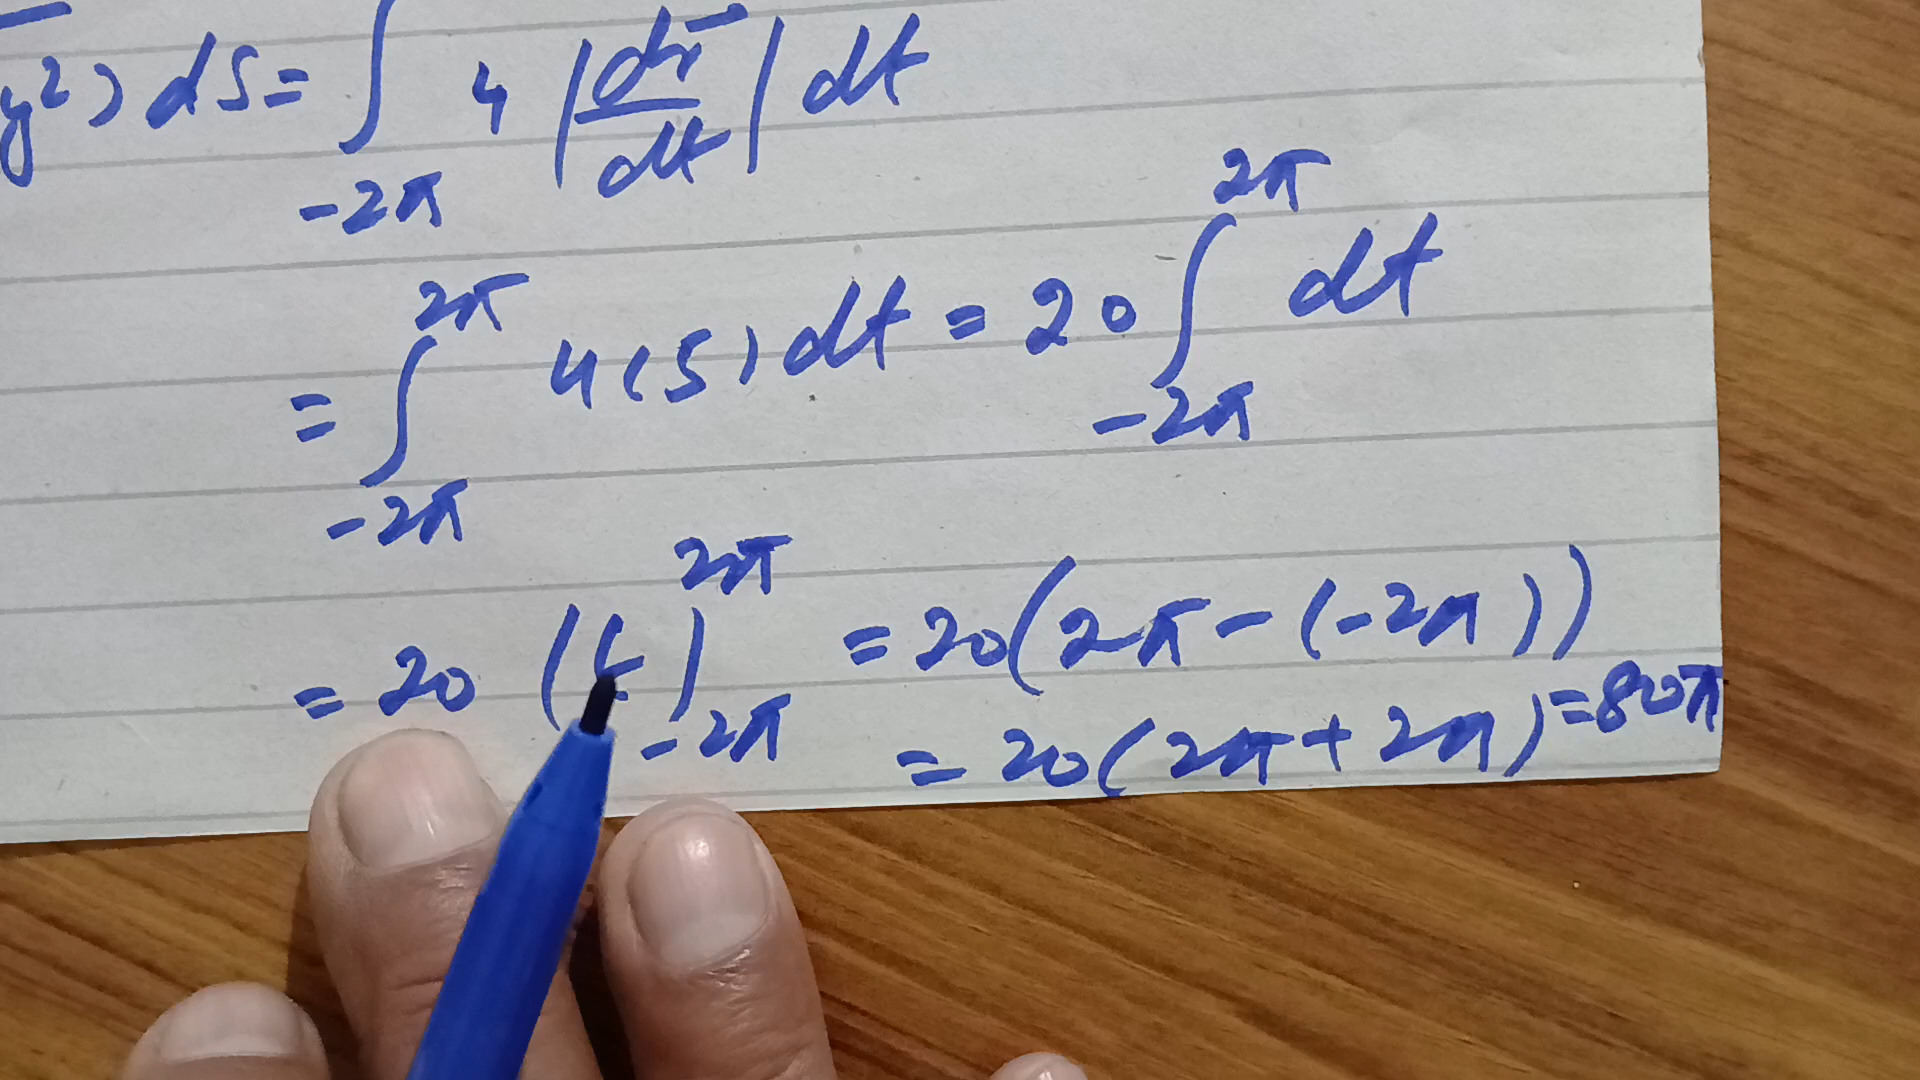 y²) ds = ∫_{-2π} 4 |dr̄/dt| dt
= ∫_{-2π}^{2π} 4(5) dt = 20 ∫_{-2π}^{2π} dt
= 20 (t)_{-2π}^{2π} = 20(2π - (-2π))
= 20(2π + 2π) = 80π